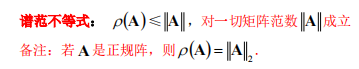 谱范不等式： ρ(A) ≤ ‖A‖，对一切矩阵范数‖A‖成立
备注：若 A 是正规阵，则 ρ(A) = ‖A‖₂.